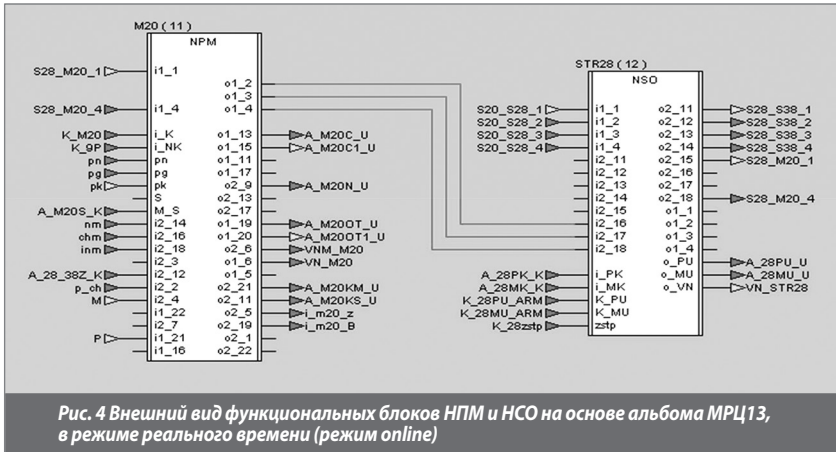 M20 ( 11 )
NPM
S28_M20_1 i1_1
o1_2
o1_3
S28_M20_4 i1_4 o1_4
K_M20 i_K o1_13 A_M20C_U
K_9P i_NK o1_15 A_M20C1_U
pn pn o1_11
pg pg o1_17
pk pk o2_9 A_M20N_U
S o2_13
A_M20S_K M_S o2_17
nm i2_14 o1_19 A_M20OT_U
chm i2_16 o1_20 A_M20OT1_U
inm i2_18 o2_6 VNM_M20
i2_3 o1_6 VN_M20
A_28_38Z_K i2_12 o1_5
p_ch i2_2 o2_21 A_M20KM_U
M i2_4 o2_11 A_M20KS_U
i1_22 o2_5 i_m20_z
i2_7 o2_19 i_m20_B
P i1_21 o2_1
i1_16 o2_22
STR28 ( 12 )
NSO
S20_S28_1 i1_1 o2_11 S28_S38_1
S20_S28_2 i1_2 o2_12 S28_S38_2
S20_S28_3 i1_3 o2_13 S28_S38_3
S20_S28_4 i1_4 o2_14 S28_S38_4
i2_11 o2_15 S28_M20_1
i2_12 o2_16
i2_13 o2_17
i2_14 o2_18 S28_M20_4
i2_15 o1_1
i2_16 o1_2
i2_17 o1_3
i2_18 o1_4
o_PU A_28PU_U
A_28PK_K i_PK o_MU A_28MU_U
A_28MK_K i_MK o_VN VN_STR28
K_28PU_ARM K_PU
K_28MU_ARM K_MU
K_28zstp zstp
Рис. 4 Внешний вид функциональных блоков НПМ и НСО на основе альбома МРЦ13,
в режиме реального времени (режим online)